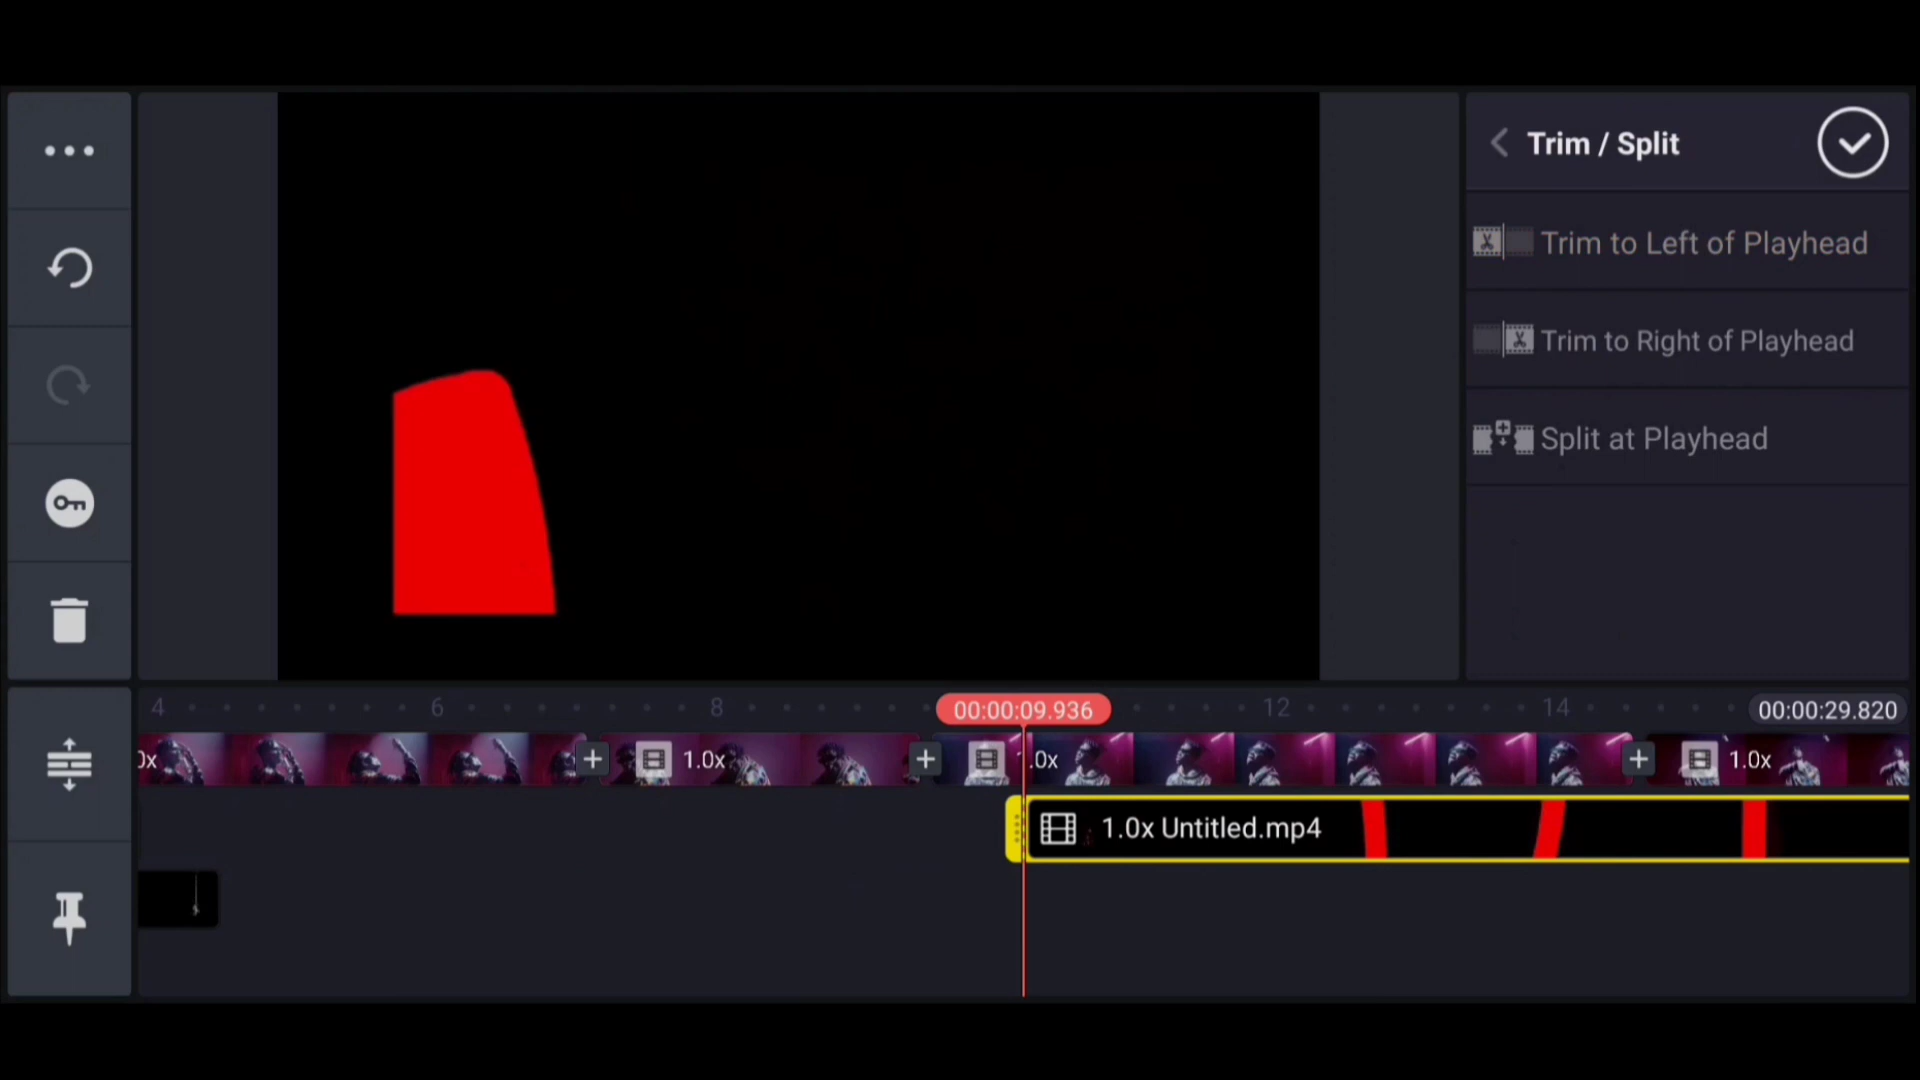 Trim / Split
Trim to Left of Playhead
Trim to Right of Playhead
Split at Playhead
4 6 8 00:00:09.936 12 14 00:00:29.820
0x 1.0x .0x 1.0x
1.0x Untitled.mp4